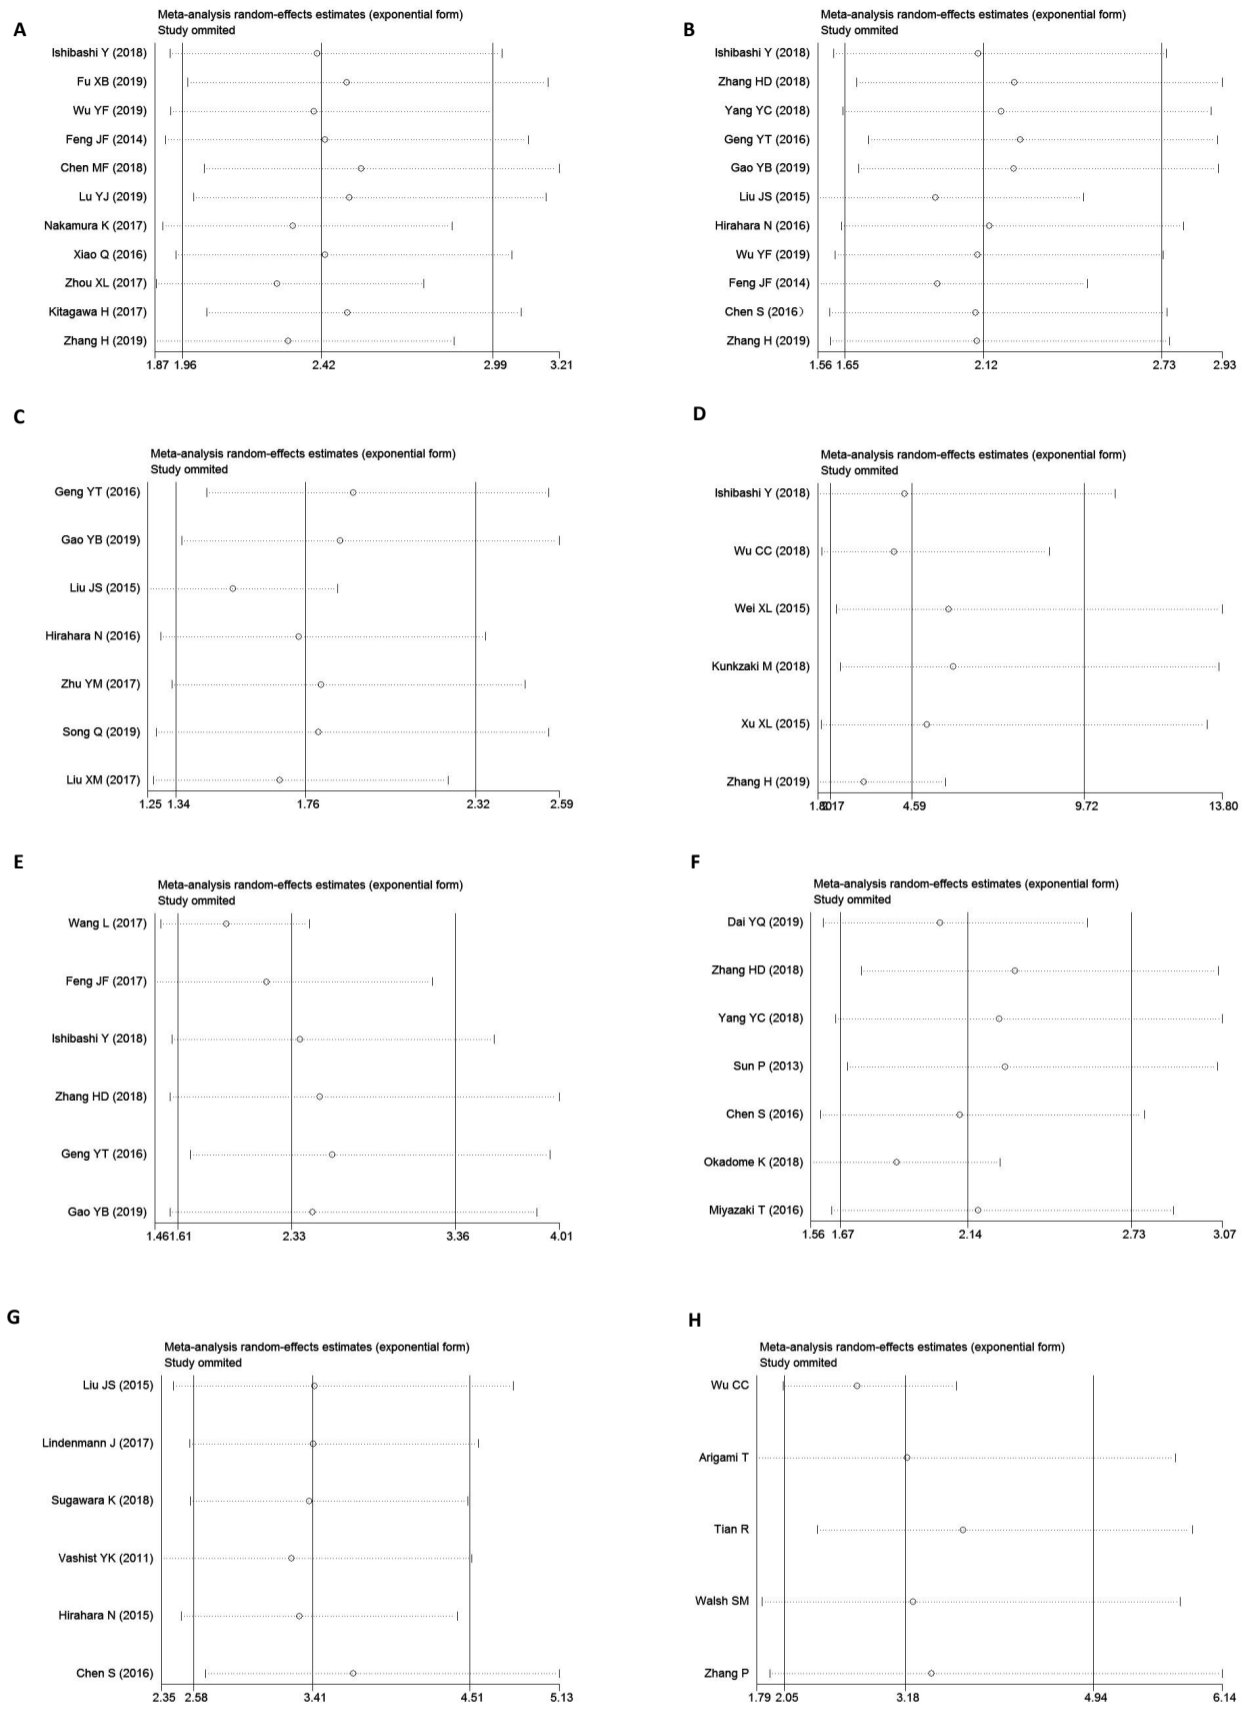 A
Meta-analysis random-effects estimates (exponential form)
Study ommited
Ishibashi Y (2018)
Fu XB (2019)
Wu YF (2019)
Feng JF (2014)
Chen MF (2018)
Lu YJ (2019)
Nakamura K (2017)
Xiao Q (2016)
Zhou XL (2017)
Kitagawa H (2017)
Zhang H (2019)
1.87 1.96 2.42 2.99 3.21
B
Meta-analysis random-effects estimates (exponential form)
Study ommited
Ishibashi Y (2018)
Zhang HD (2018)
Yang YC (2018)
Geng YT (2016)
Gao YB (2019)
Liu JS (2015)
Hirahara N (2016)
Wu YF (2019)
Feng JF (2014)
Chen S (2016）
Zhang H (2019)
1.56 1.65 2.12 2.73 2.93
C
Meta-analysis random-effects estimates (exponential form)
Study ommited
Geng YT (2016)
Gao YB (2019)
Liu JS (2015)
Hirahara N (2016)
Zhu YM (2017)
Song Q (2019)
Liu XM (2017)
1.25 1.34 1.76 2.32 2.59
D
Meta-analysis random-effects estimates (exponential form)
Study ommited
Ishibashi Y (2018)
Wu CC (2018)
Wei XL (2015)
Kunkzaki M (2018)
Xu XL (2015)
Zhang H (2019)
4.59 9.72 13.80
E
Meta-analysis random-effects estimates (exponential form)
Study ommited
Wang L (2017)
Feng JF (2017)
Ishibashi Y (2018)
Zhang HD (2018)
Geng YT (2016)
Gao YB (2019)
1.461.61 2.33 3.36 4.01
F
Meta-analysis random-effects estimates (exponential form)
Study ommited
Dai YQ (2019)
Zhang HD (2018)
Yang YC (2018)
Sun P (2013)
Chen S (2016)
Okadome K (2018)
Miyazaki T (2016)
1.56 1.67 2.14 2.73 3.07
G
Meta-analysis random-effects estimates (exponential form)
Study ommited
Liu JS (2015)
Lindenmann J (2017)
Sugawara K (2018)
Vashist YK (2011)
Hirahara N (2015)
Chen S (2016)
2.35 2.58 3.41 4.51 5.13
H
Meta-analysis random-effects estimates (exponential form)
Study ommited
Wu CC
Arigami T
Tian R
Walsh SM
Zhang P
1.79 2.05 3.18 4.94 6.14